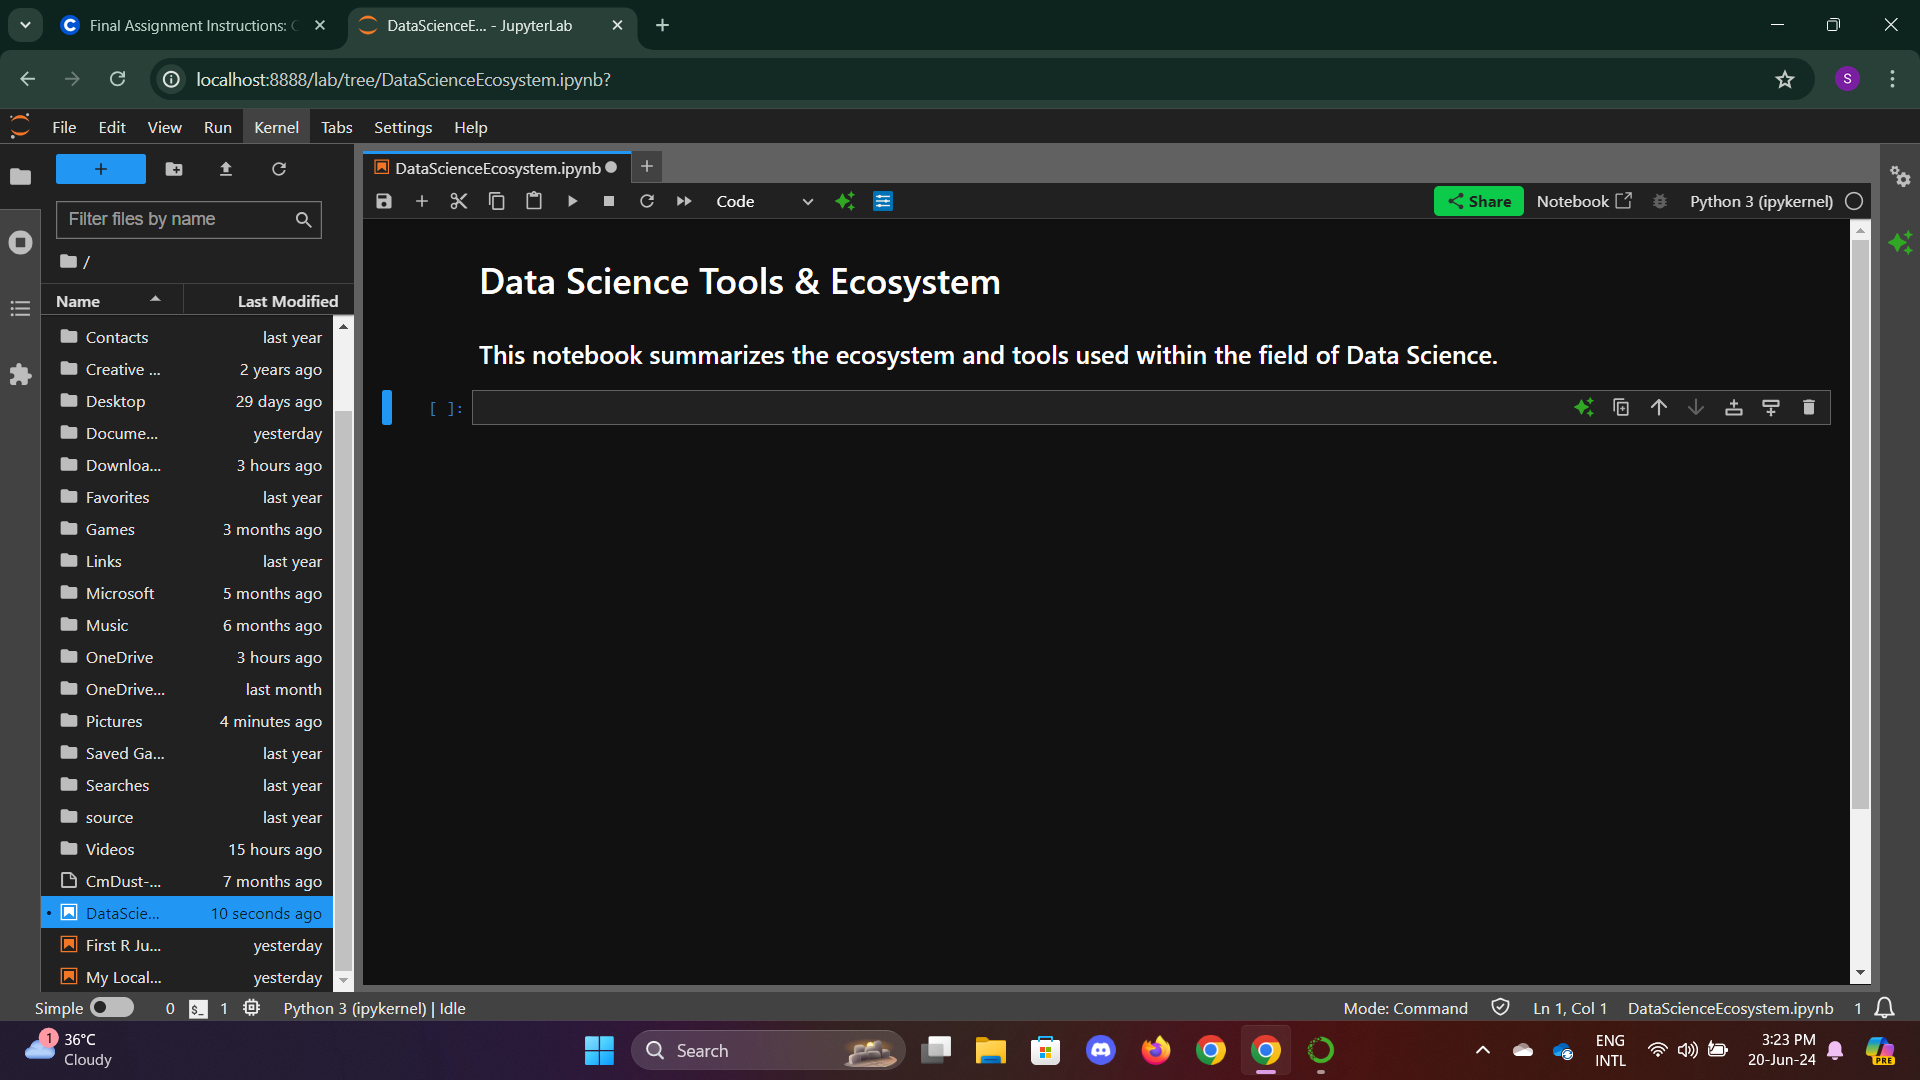 Final Assignment Instructions: C
DataScienceE... - JupyterLab
localhost:8888/lab/tree/DataScienceEcosystem.ipynb?
S
File Edit View Run Kernel Tabs Settings Help
+
DataScienceEcosystem.ipynb
Code
Share
Notebook
Python 3 (ipykernel)
Filter files by name
/
Name Last Modified
Contacts last year
Creative ... 2 years ago
Desktop 29 days ago
Docume... yesterday
Downloa... 3 hours ago
Favorites last year
Games 3 months ago
Links last year
Microsoft 5 months ago
Music 6 months ago
OneDrive 3 hours ago
OneDrive... last month
Pictures 4 minutes ago
Saved Ga... last year
Searches last year
source last year
Videos 15 hours ago
CmDust-... 7 months ago
DataScie... 10 seconds ago
First R Ju... yesterday
My Local... yesterday
Data Science Tools & Ecosystem
This notebook summarizes the ecosystem and tools used within the field of Data Science.
[ ]:
Simple 0 $_ 1 Python 3 (ipykernel) | Idle
Mode: Command Ln 1, Col 1 DataScienceEcosystem.ipynb 1
1
36°C
Cloudy
Search
ENG
INTL
3:23 PM
20-Jun-24
PRE